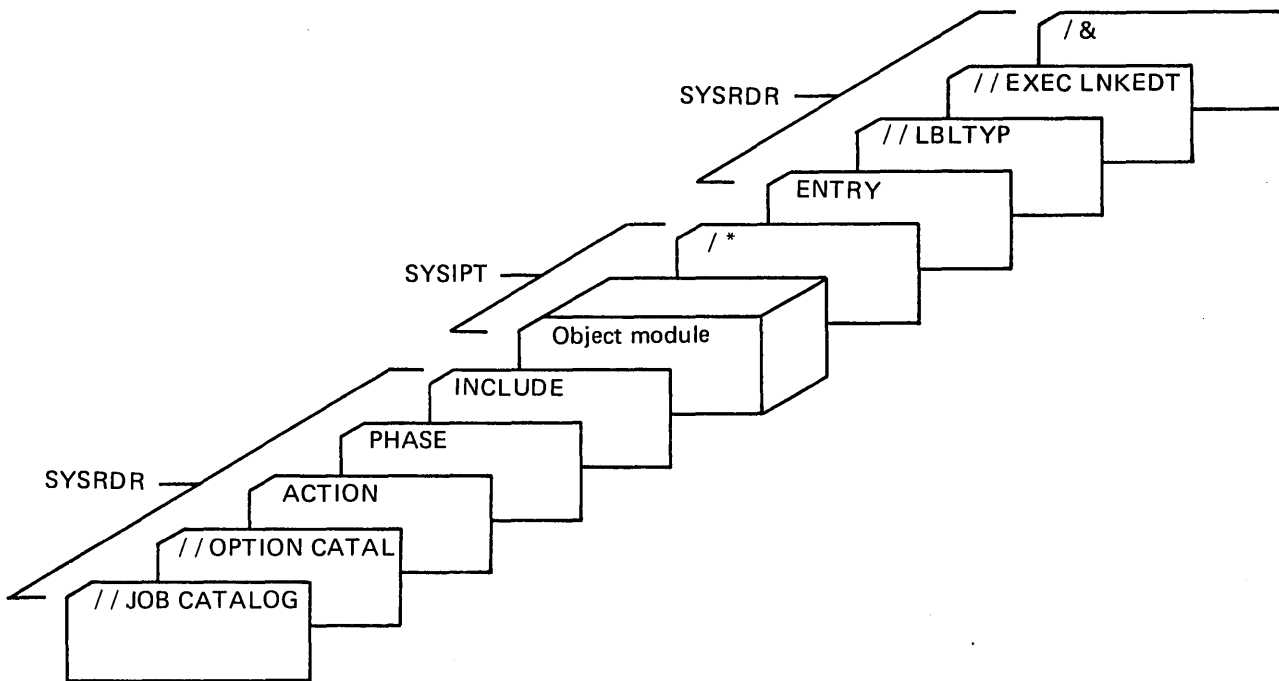 / &
// EXEC LNKEDT
SYSRDR
// LBLTYP
ENTRY
/ *
SYSIPT
Object module
INCLUDE
PHASE
SYSRDR
ACTION
// OPTION CATAL
// JOB CATALOG